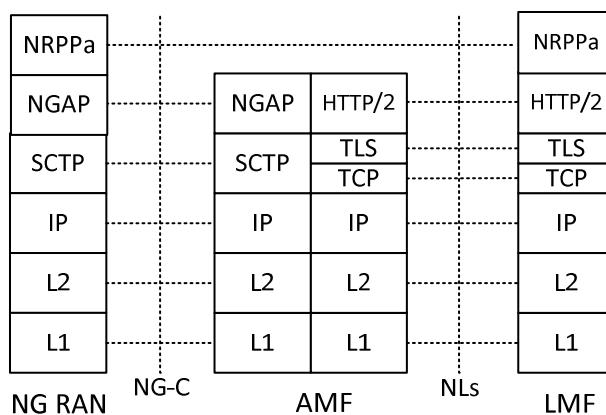 NRPPa NRPPa
NGAP NGAP HTTP/2 HTTP/2
SCTP SCTP TLS TLS
TCP TCP
IP IP IP IP
L2 L2 L2 L2
L1 L1 L1 L1
NG-C NLs
NG RAN AMF LMF